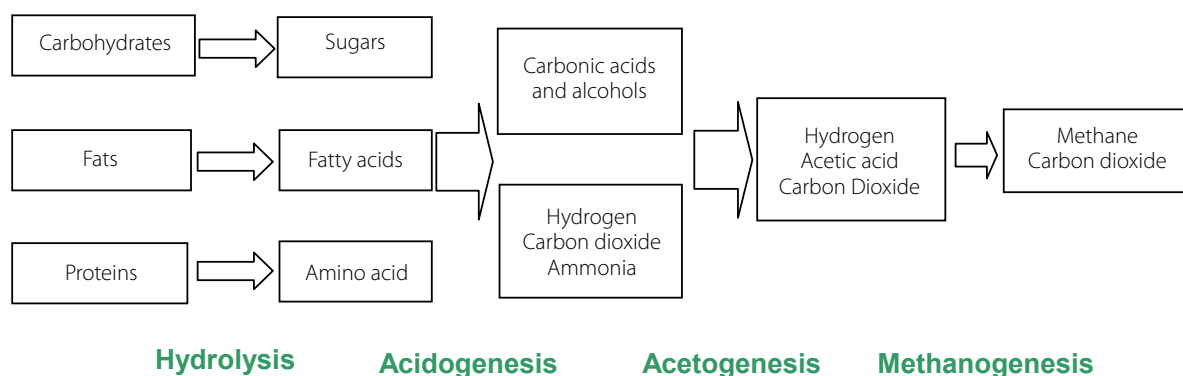 Carbohydrates
Sugars
Carbonic acids
and alcohols
Fats
Fatty acids
Hydrogen
Acetic acid
Carbon Dioxide
Methane
Carbon dioxide
Hydrogen
Carbon dioxide
Ammonia
Proteins
Amino acid
Hydrolysis
Acidogenesis
Acetogenesis
Methanogenesis